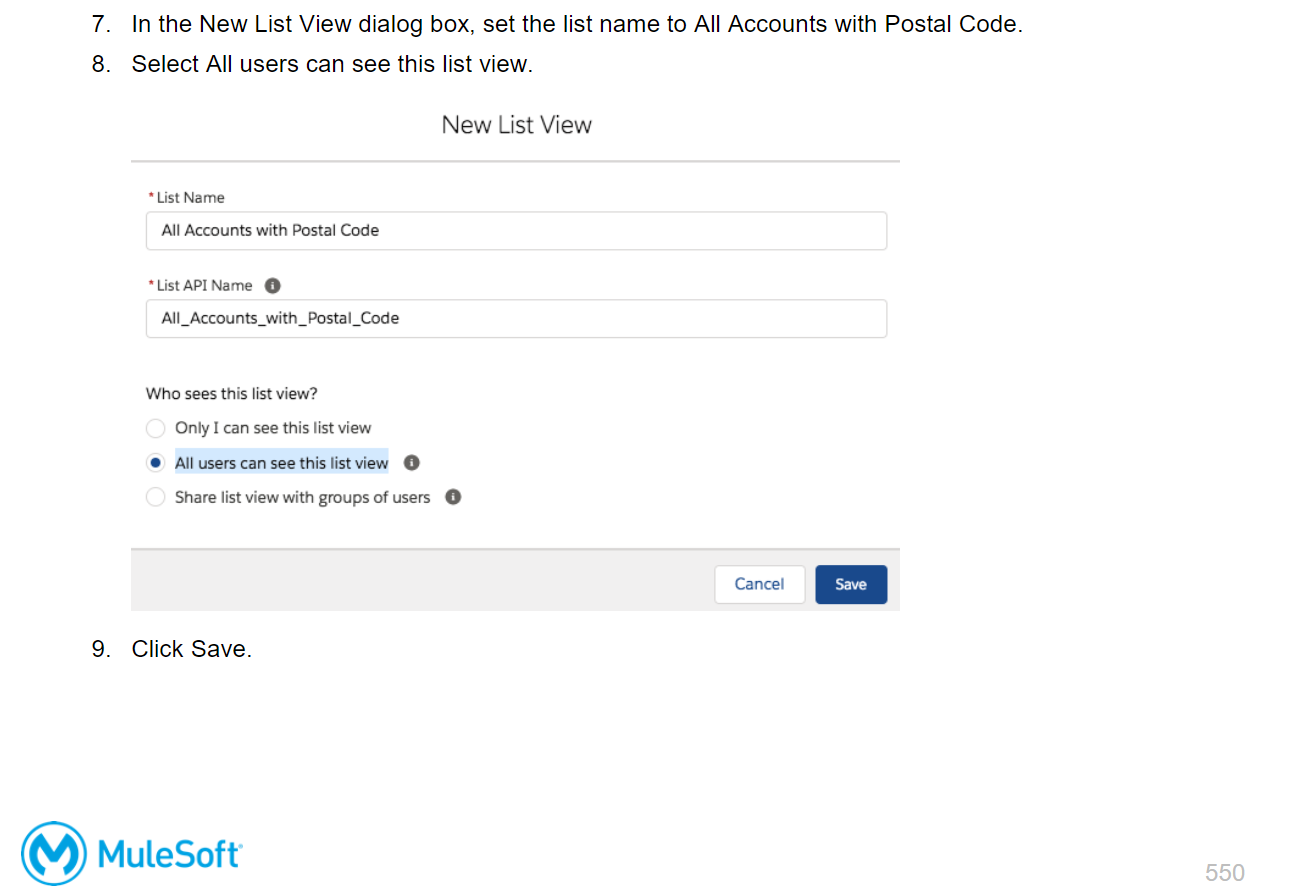 7. In the New List View dialog box, set the list name to All Accounts with Postal Code.
8. Select All users can see this list view.
New List View
* List Name
All Accounts with Postal Code
* List API Name
All_Accounts_with_Postal_Code
Who sees this list view?
Only I can see this list view
All users can see this list view
Share list view with groups of users
Cancel Save
9. Click Save.
MuleSoft
550